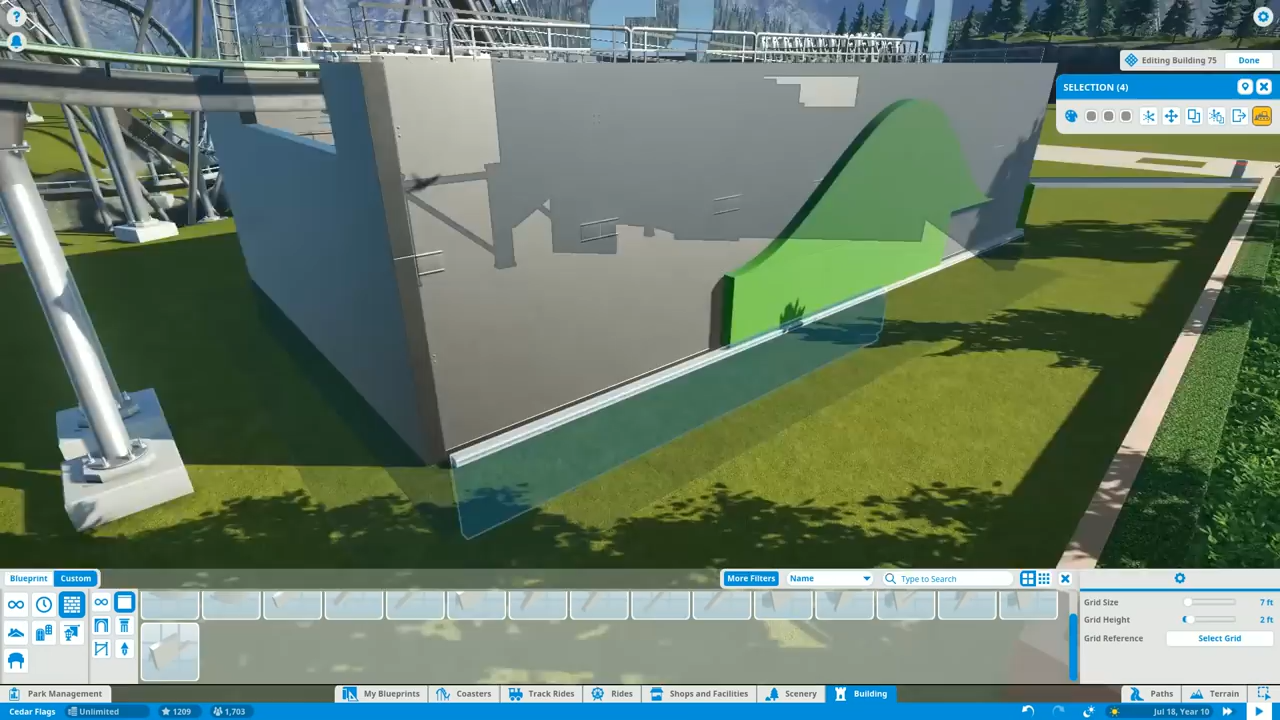 Editing Building 75
Done
SELECTION (4)
Blueprint
Custom
More Filters
Name
Type to Search
Grid Size
7 ft
Grid Height
2 ft
Grid Reference
Select Grid
Park Management
My Blueprints
Coasters
Track Rides
Rides
Shops and Facilities
Scenery
Building
Paths
Terrain
Cedar Flags
Unlimited
1209
1,703
Jul 18, Year 10